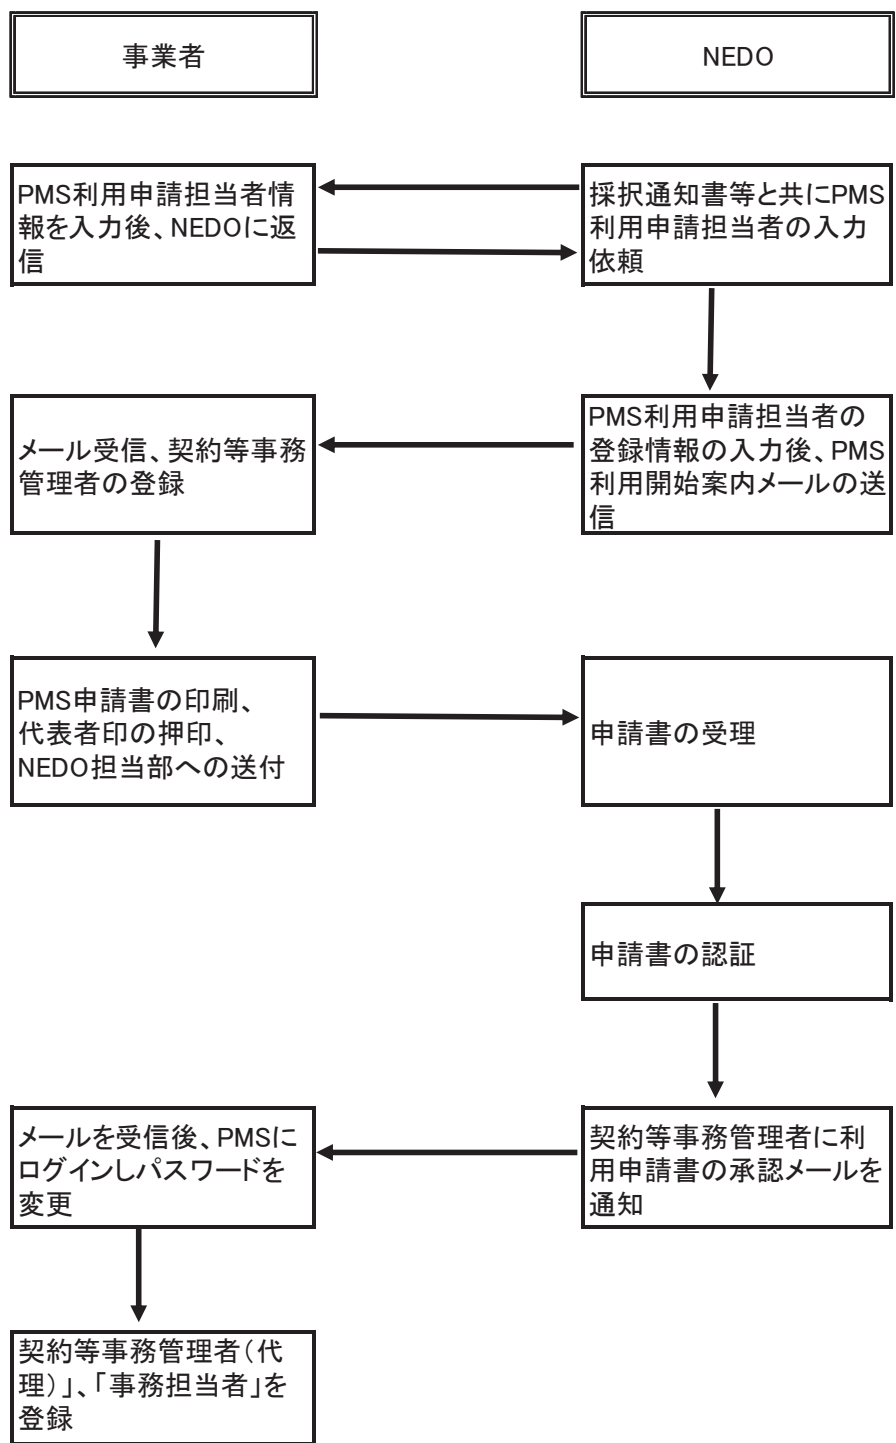 事業者
NEDO
PMS利用申請担当者情
報を入力後、NEDOに返
信
採択通知書等と共にPMS
利用申請担当者の入力
依頼
メール受信、契約等事務
管理者の登録
PMS利用申請担当者の
登録情報の入力後、PMS
利用開始案内メールの送
信
PMS申請書の印刷、
代表者印の押印、
NEDO担当部への送付
申請書の受理
申請書の認証
メールを受信後、PMSに
ログインしパスワードを
変更
契約等事務管理者に利
用申請書の承認メールを
通知
契約等事務管理者(代
理)」、「事務担当者」を
登録